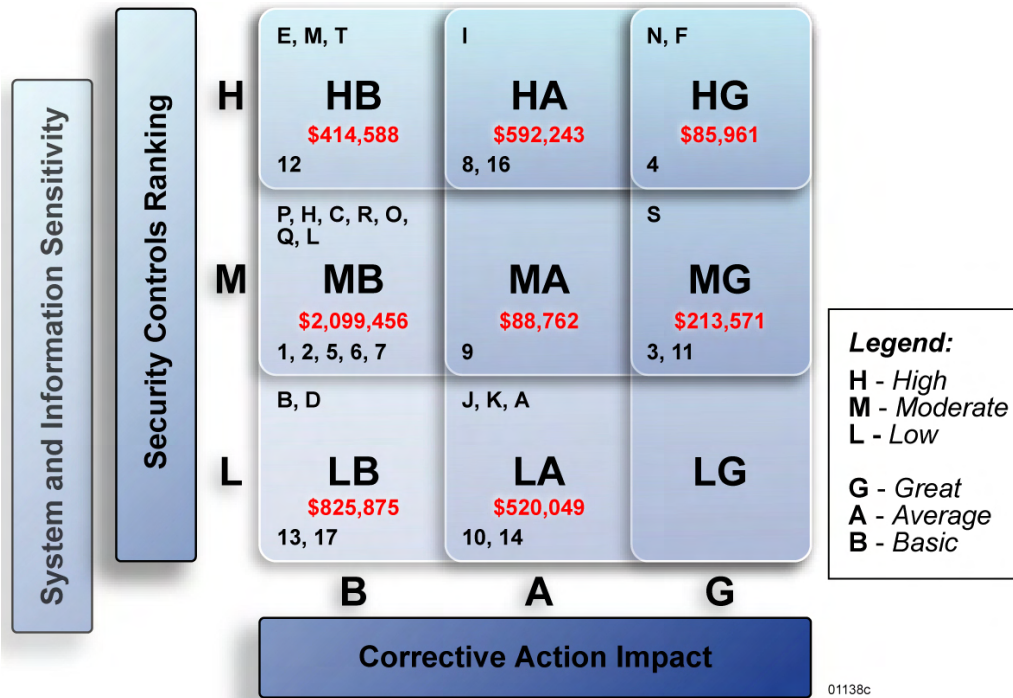 System and Information Sensitivity
Security Controls Ranking
H
E, M, T
HB
$414,588
12
I
HA
$592,243
8, 16
N, F
HG
$85,961
4
M
P, H, C, R, O,
Q, L
MB
$2,099,456
1, 2, 5, 6, 7
MA
$88,762
9
S
MG
$213,571
3, 11
L
B, D
LB
$825,875
13, 17
J, K, A
LA
$520,049
10, 14
LG
B
A
G
Corrective Action Impact
Legend:
H - High
M - Moderate
L - Low
G - Great
A - Average
B - Basic
01138c